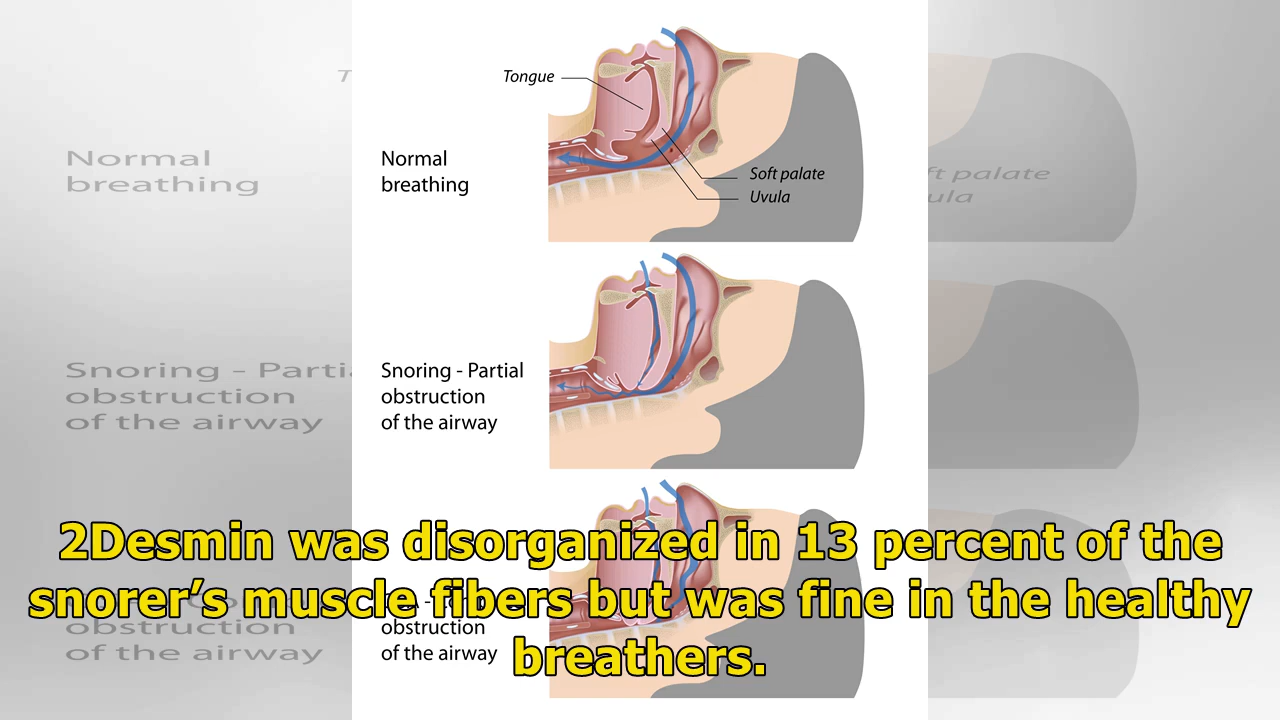 Tongue
Normal
breathing
Soft palate
Uvula
Snoring - Partial
obstruction
of the airway
obstruction
of the airway
2Desmin was disorganized in 13 percent of the
snorer’s muscle fibers but was fine in the healthy
breathers.
Normal
breathing
Snoring - Parti
obstruction
of the airway
obstruction
of the airway
ft palate
ula